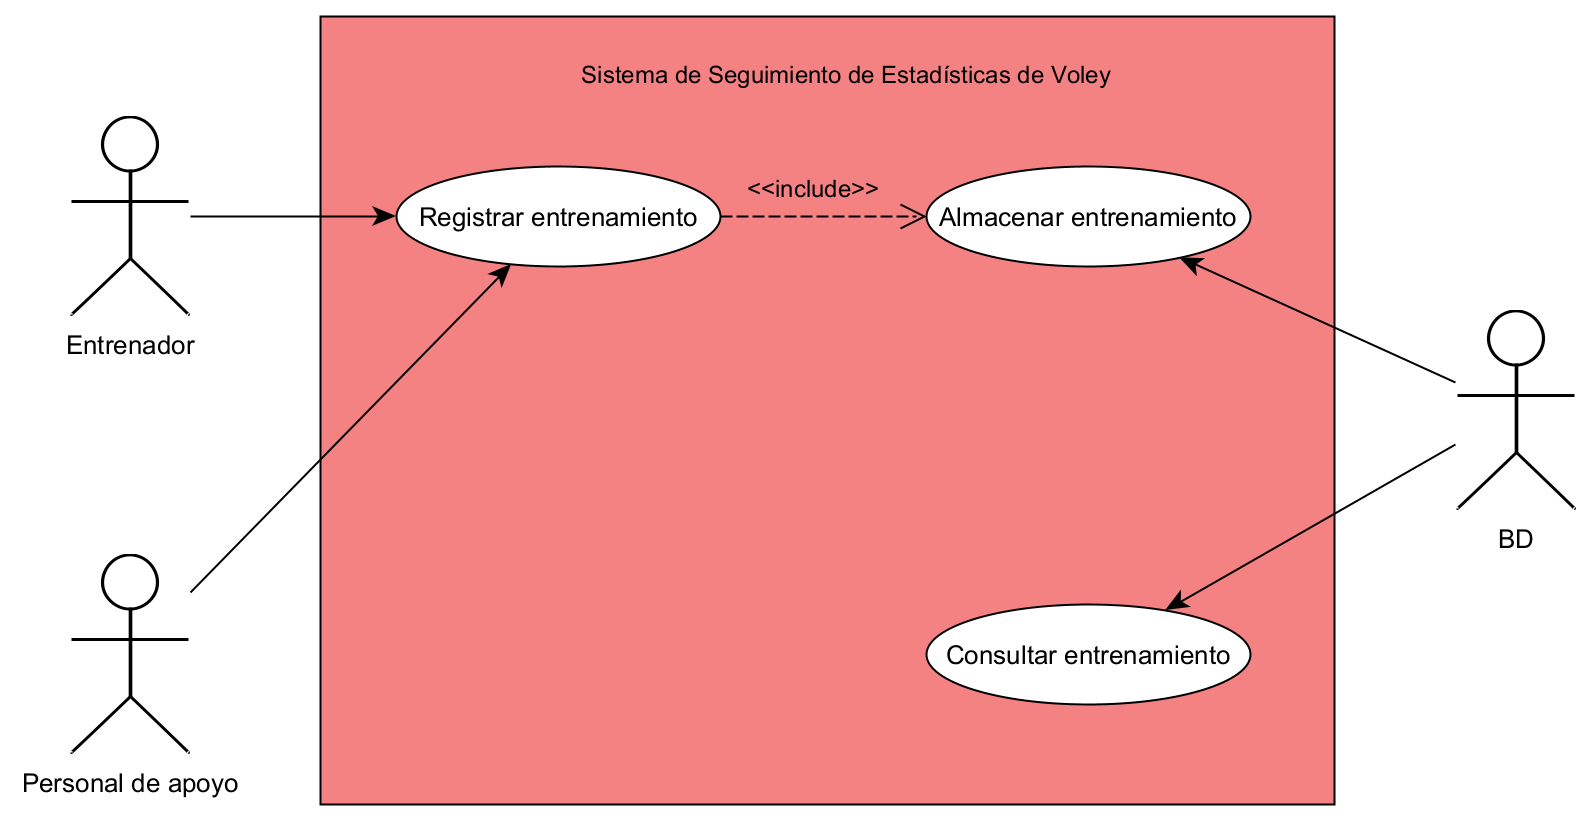 Sistema de Seguimiento de Estadísticas de Voley
<<include>>
Registrar entrenamiento
Almacenar entrenamiento
Entrenador
BD
Consultar entrenamiento
Personal de apoyo